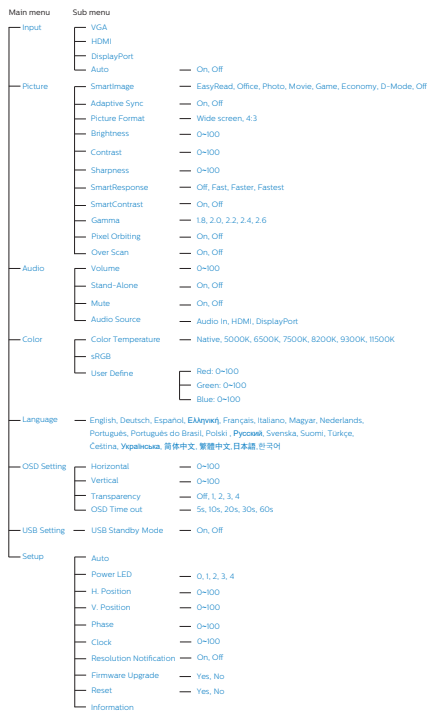 Main menu Sub menu
Input VGA
HDMI
DisplayPort
Auto On, Off
Picture SmartImage EasyRead, Office, Photo, Movie, Game, Economy, D-Mode, Off
Adaptive Sync On, Off
Picture Format Wide screen, 4:3
Brightness 0~100
Contrast 0~100
Sharpness 0~100
SmartResponse Off, Fast, Faster, Fastest
SmartContrast On, Off
Gamma 1.8, 2.0, 2.2, 2.4, 2.6
Pixel Orbiting On, Off
Over Scan On, Off
Audio Volume 0~100
Stand-Alone On, Off
Mute On, Off
Audio Source Audio In, HDMI, DisplayPort
Color Color Temperature Native, 5000K, 6500K, 7500K, 8200K, 9300K, 11500K
sRGB
User Define Red: 0~100
Green: 0~100
Blue: 0~100
Language English, Deutsch, Español, Ελληνική, Français, Italiano, Magyar, Nederlands,
Português, Português do Brasil, Polski , Русский, Svenska, Suomi, Türkçe,
Čeština, Українська, 简体中文, 繁體中文,日本語,한국어
OSD Setting Horizontal 0~100
Vertical 0~100
Transparency Off, 1, 2, 3, 4
OSD Time out 5s, 10s, 20s, 30s, 60s
USB Setting USB Standby Mode On, Off
Setup Auto
Power LED 0, 1, 2, 3, 4
H. Position 0~100
V. Position 0~100
Phase 0~100
Clock 0~100
Resolution Notification On, Off
Firmware Upgrade Yes, No
Reset Yes, No
Information